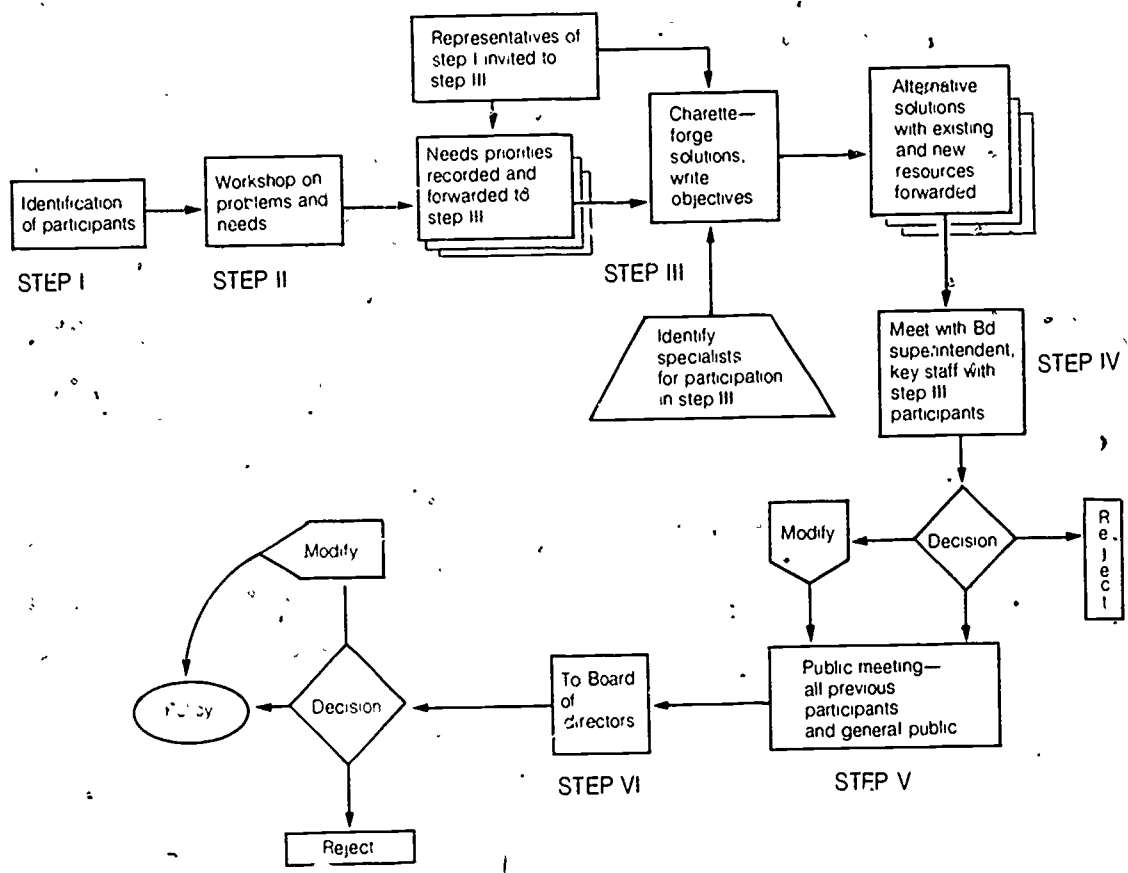 Representatives of
step I invited to
step III
Identification
of participants
STEP I
Workshop on
problems and
needs
STEP II
Needs priorities
recorded and
forwarded to
step III
Charette—
forge
solutions,
write
objectives
STEP III
Identify
specialists
for participation
in step III
Alternative
solutions
with existing
and new
resources
forwarded
Meet with Bd
superintendent,
key staff with
step III
participants
STEP IV
Decision
Modify
Reject
Public meeting—
all previous
participants
and general public
STEP V
To Board
of
directors
STEP VI
Decision
Modify
Policy
Reject